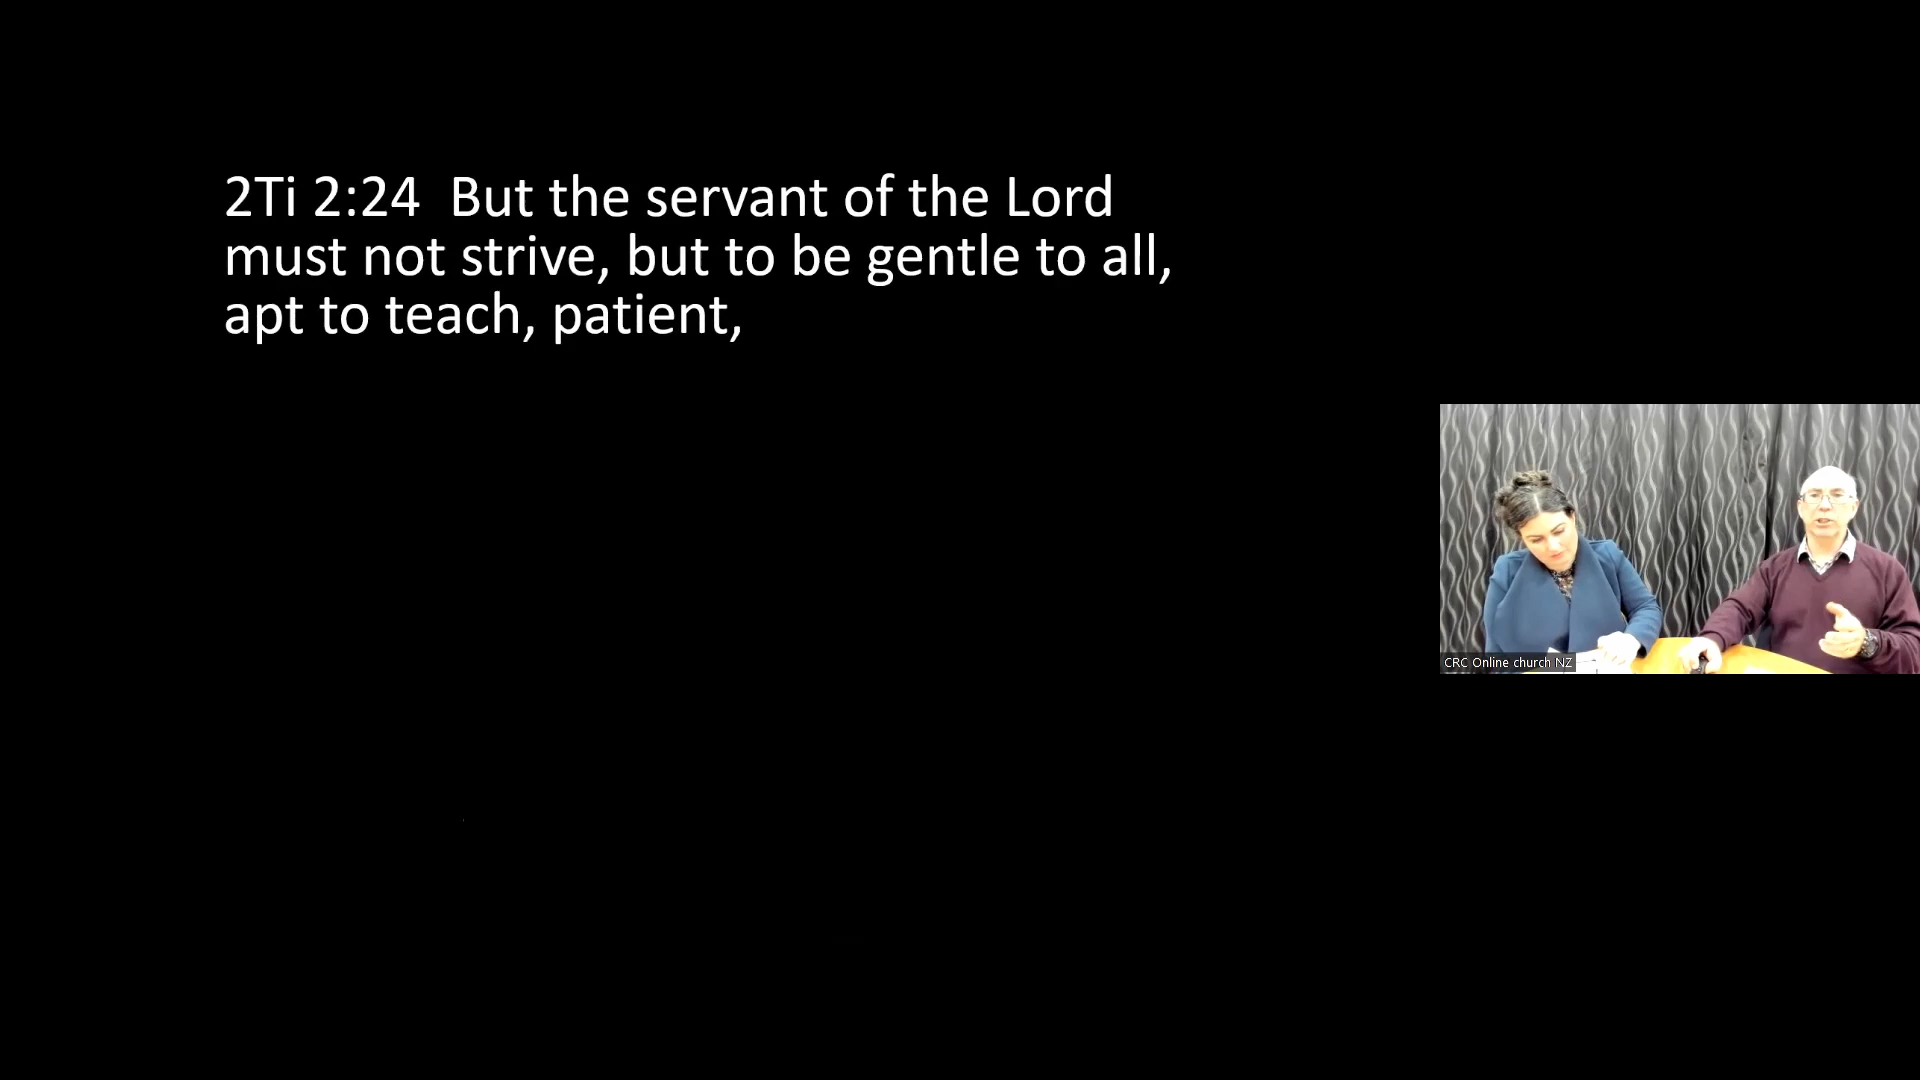 2Ti 2:24  But the servant of the Lord
must not strive, but to be gentle to all,
apt to teach, patient,
CRC Online church NZ